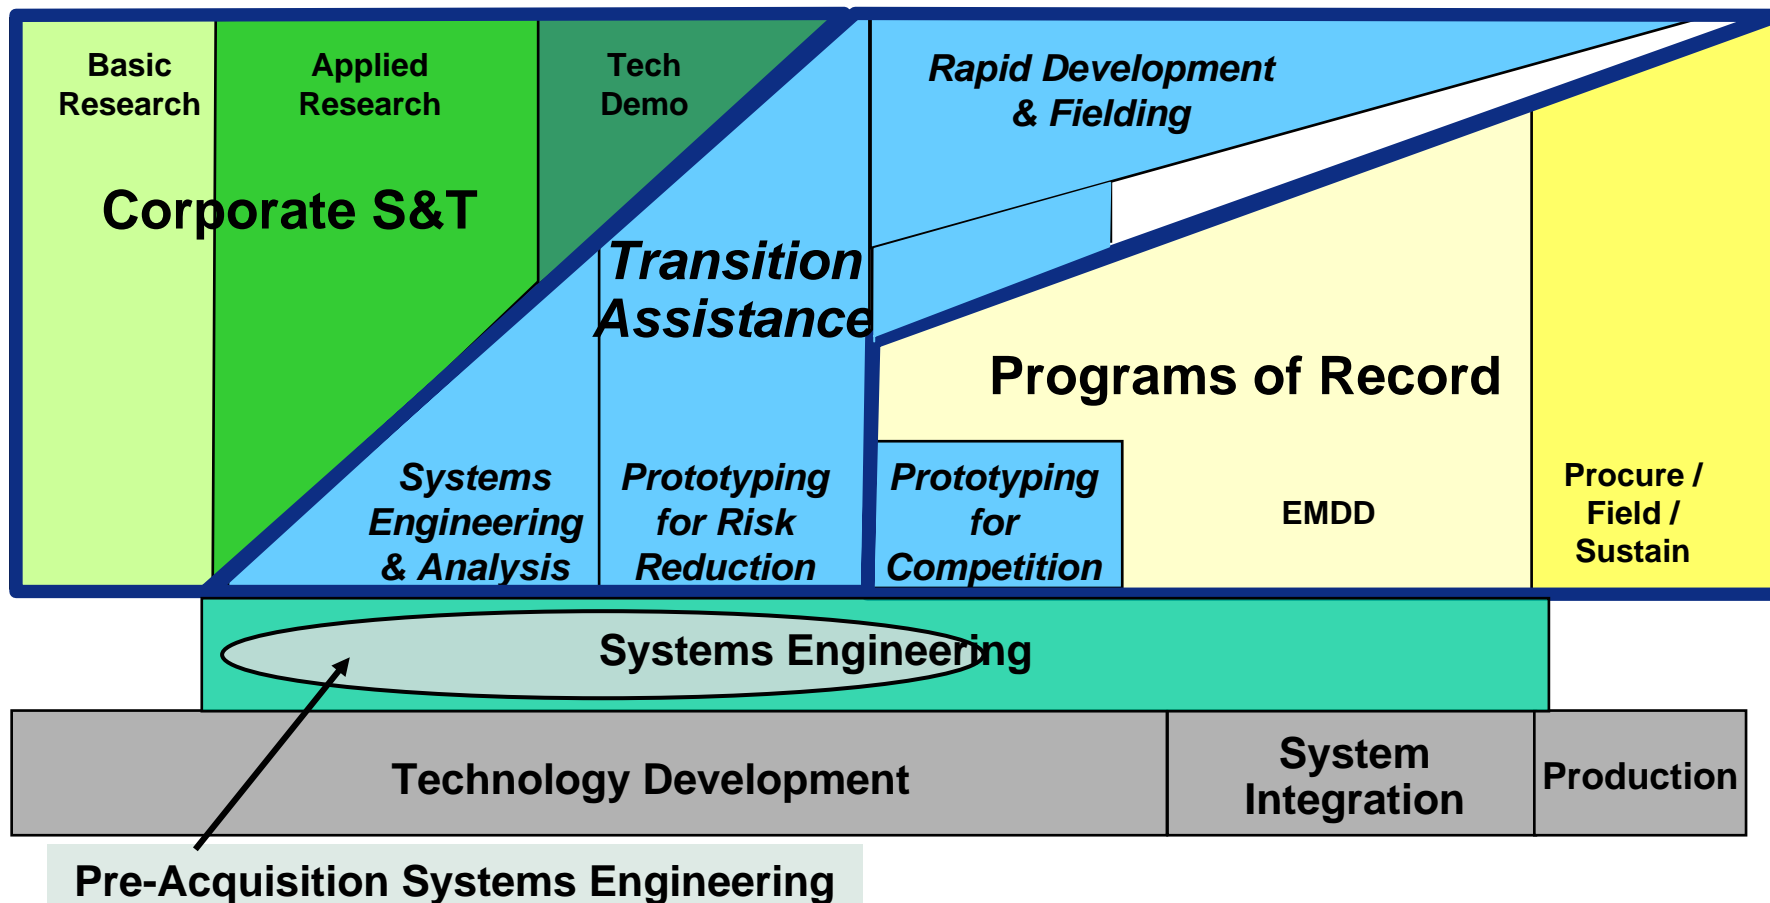 Basic
Research
Applied
Research
Tech
Demo
Rapid Development
& Fielding
Corporate S&T
Transition
Assistance
Programs of Record
Systems
Engineering
& Analysis
Prototyping
for Risk
Reduction
Prototyping
for
Competition
EMDD
Procure /
Field /
Sustain
Systems Engineering
Technology Development
System
Integration
Production
Pre-Acquisition Systems Engineering